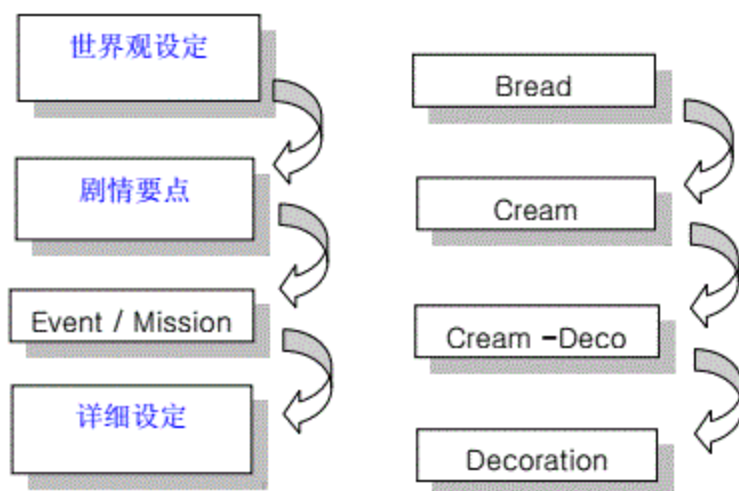 世界观设定
剧情要点
Event / Mission
详细设定
Bread
Cream
Cream -Deco
Decoration